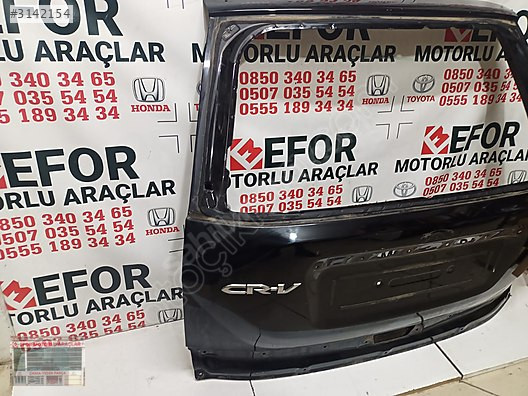 #3142154
EFOR
MOTORLU ARAÇLAR
0850 340 34 65
0507 035 54 54
0555 189 34 34
HONDA
TOYOTA
MOTORLU ARAÇLAR
0850 340 34 65
0507 035 54 54
0555 189 34 34
HONDA
TOYOTA
EFOR
MOTORLU ARAÇLAR
0850 340 34 65
0507 035 54 54
0555 189 34 34
HONDA
EFOR
MOTORLU ARAÇLAR
0850 340 34 65
0507 035 54 54
EFOR
MOTORLU ARAÇLAR
0850 340 34 65
0507 035 54 54
CR-V
EFOR
MOTORLU ARAÇLAR
0850 340 34 65
0507 035 54 54
0555 189 34 34
HONDA
sahibinden.com